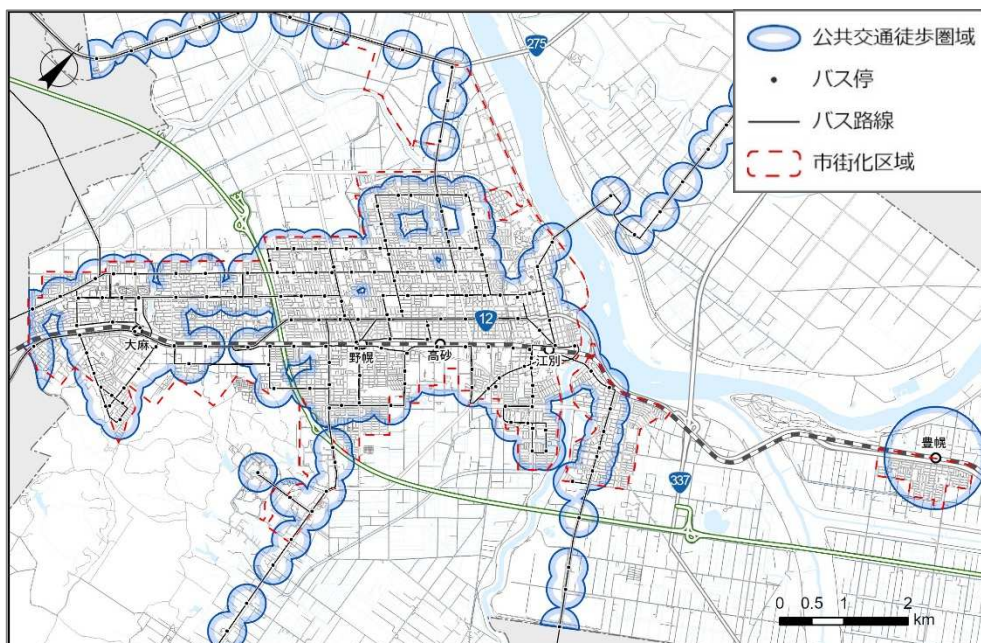 公共交通徒歩圏域
バス停
バス路線
市街化区域
N
275
大麻
野幌
高砂
12
江別
豊幌
337
0 0.5 1 2
km